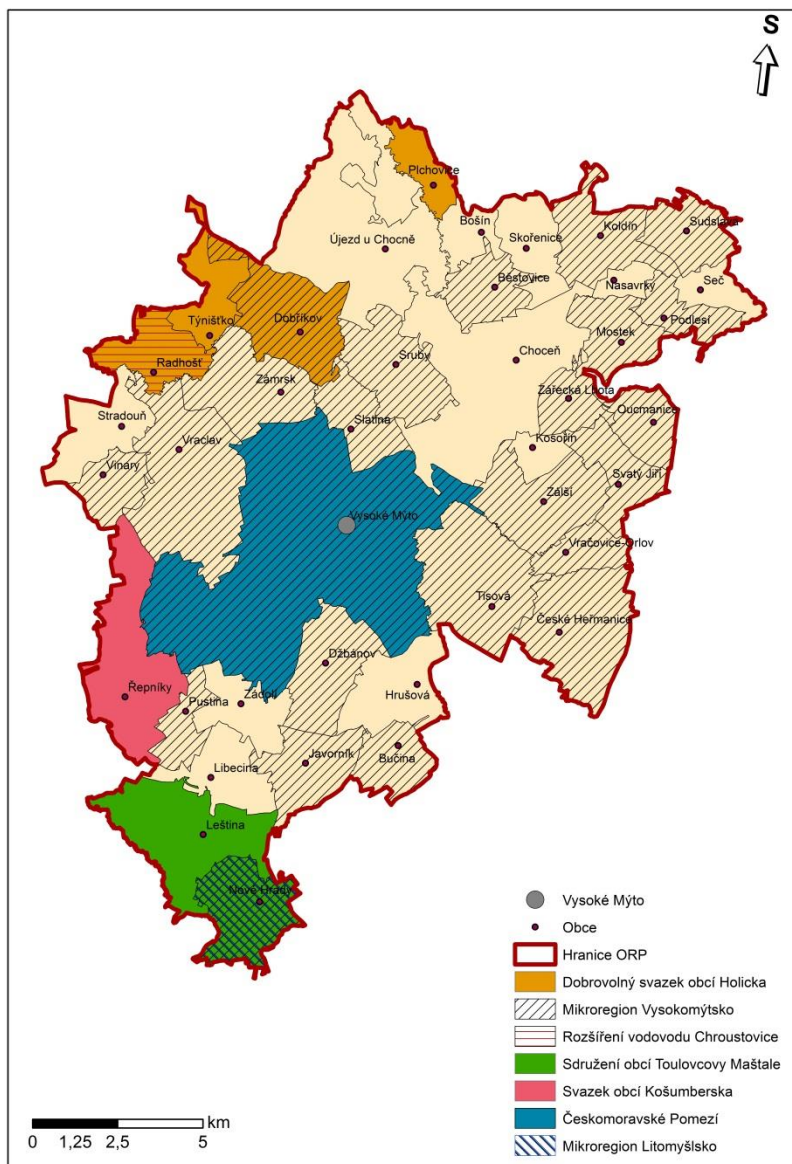 S
Plchovice
Bošín
Újezd u Chocně
Skořenice
Koldín
Sudslava
Běstovice
Nasavrky
Seč
Týnišťko
Dobříkov
Podlesí
Mostek
Choceň
Sruby
Radhošť
Zámrsk
Zářecká Lhota
Oucmanice
Stradouň
Slatina
Vraclav
Kosořín
Vinary
Svatý Jiří
Zálší
Vysoké Mýto
Vračovice-Orlov
Tisová
České Heřmanice
Džbánov
Řepníky
Zádolí
Hrušová
Pustina
Bučina
Javorník
Libecina
Leština
Nové Hrady
Vysoké Mýto
Obce
Hranice ORP
Dobrovolný svazek obcí Holicka
Mikroregion Vysokomýtsko
Rozšíření vodovodu Chroustovice
Sdružení obcí Toulovcovy Maštale
Svazek obcí Košumberska
Českomoravské Pomezí
Mikroregion Litomyšlsko
km
0 1,25 2,5 5